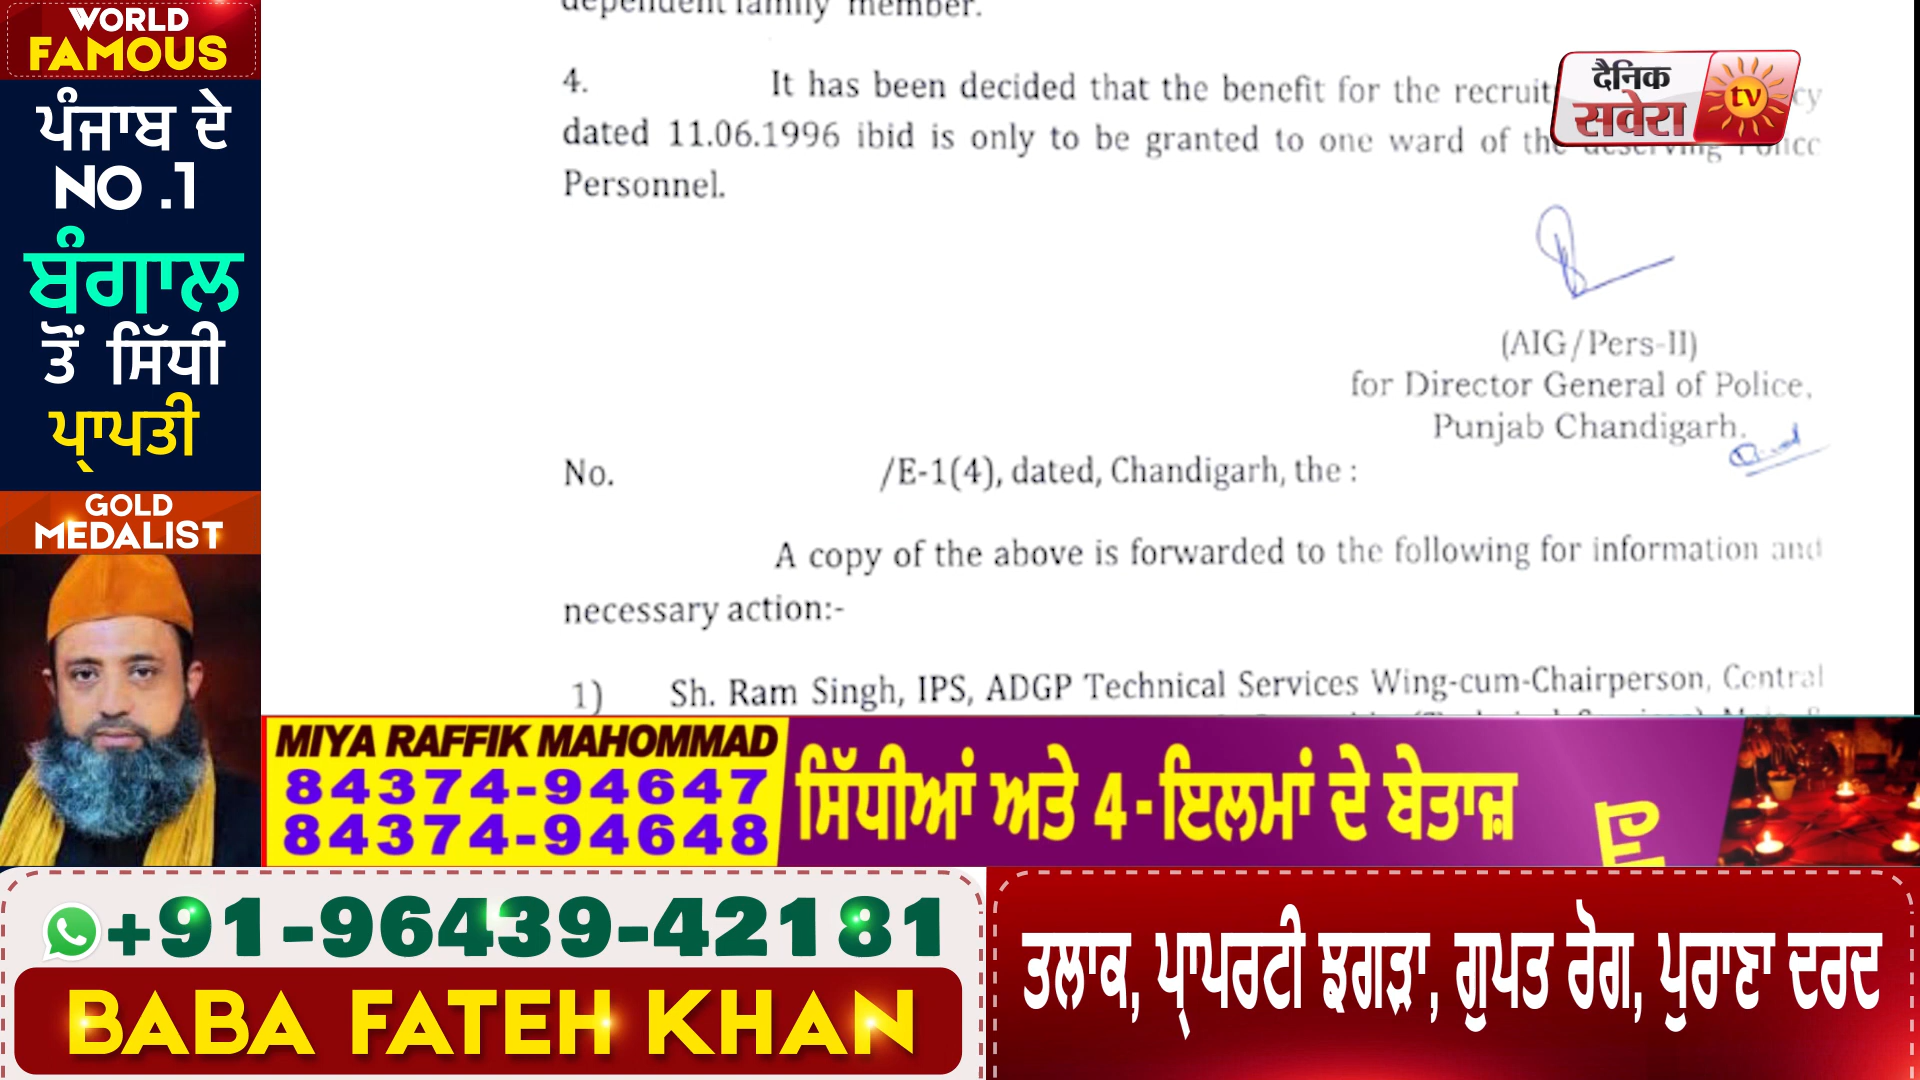 WORLD
FAMOUS
ਪੰਜਾਬ ਦੇ
NO .1
ਬੰਗਾਲ
ਤੋਂ ਸਿੱਧੀ
ਪ੍ਰਾਪਤੀ
GOLD
MEDALIST
dependent family member.
4. It has been decided that the benefit for the recruit
दैनिक
सवेरा tv
dated 11.06.1996 ibid is only to be granted to one ward of the deserving Police
Personnel.
(AIG/Pers-II)
for Director General of Police,
Punjab Chandigarh.
No. /E-1(4), dated, Chandigarh, the :
A copy of the above is forwarded to the following for information and
necessary action:-
1) Sh. Ram Singh, IPS, ADGP Technical Services Wing-cum-Chairperson, Central
MIYA RAFFIK MAHOMMAD
84374-94647
84374-94648
ਸਿੱਧੀਆਂ ਅਤੇ 4-ਇਲਮਾਂ ਦੇ ਬੇਤਾਜ਼
+91-96439-42181
BABA FATEH KHAN
ਤਲਾਕ, ਪ੍ਰਾਪਰਟੀ ਝਗੜਾ, ਗੁਪਤ ਰੋਗ, ਪੁਰਾਣਾ ਦਰਦ